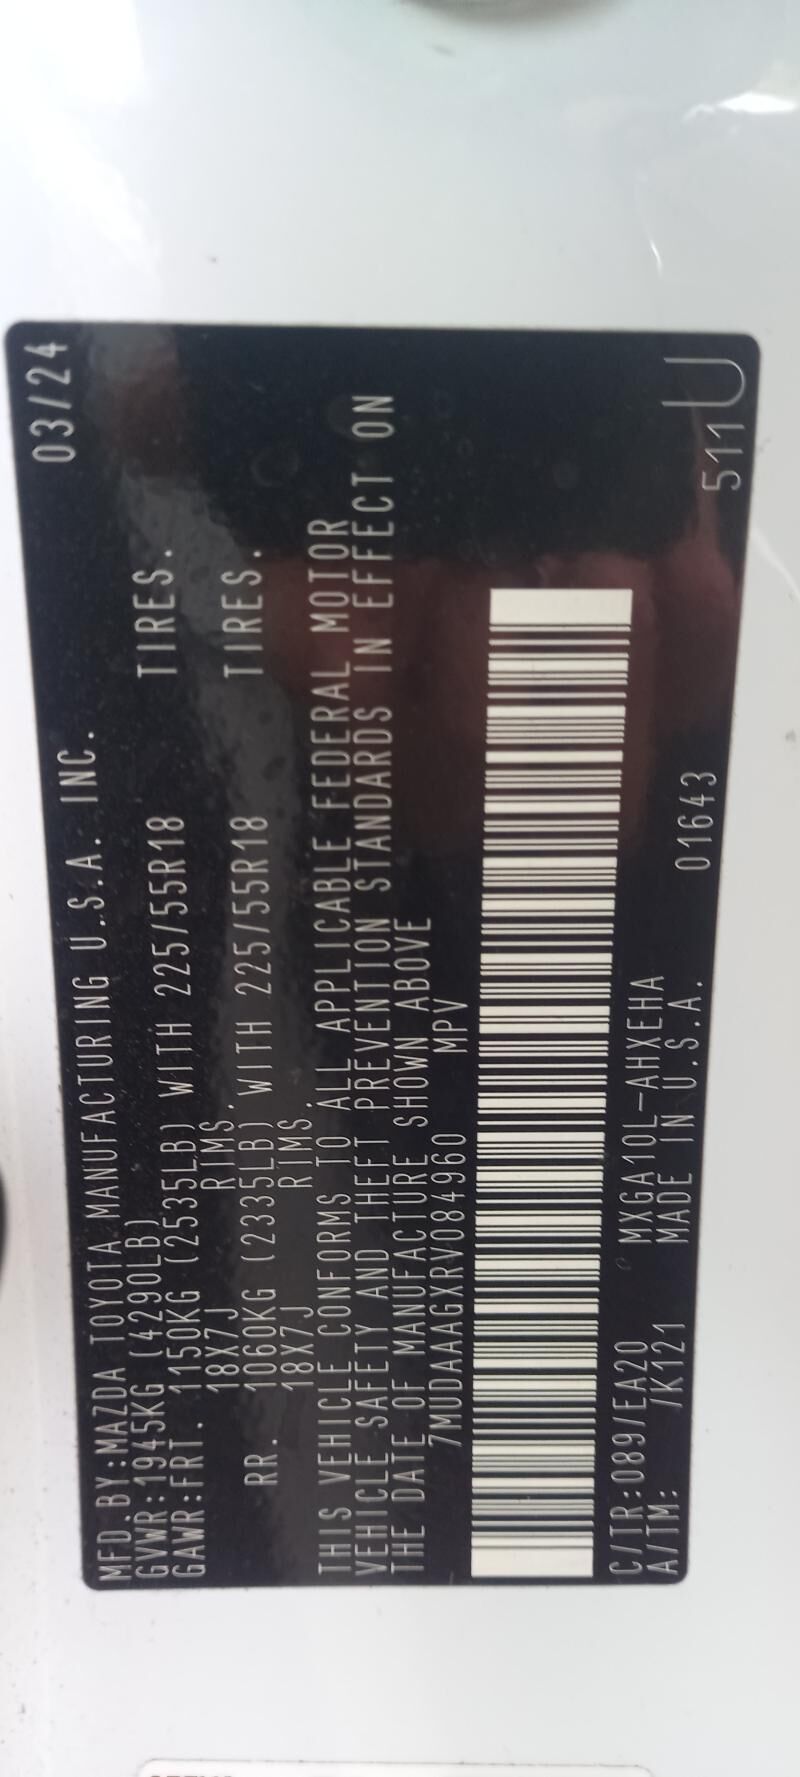 03/24
MFD.BY:MAZDA TOYOTA MANUFACTURING U.S.A. INC.
GVWR:1945KG (4290LB)
GAWR:FRT. 1150KG (2535LB) WITH 225/55R18 TIRES.
18X7J RIMS.
RR. 1060KG (2335LB) WITH 225/55R18 TIRES.
18X7J RIMS.
THIS VEHICLE CONFORMS TO ALL APPLICABLE FEDERAL MOTOR
VEHICLE SAFETY AND THEFT PREVENTION STANDARDS IN EFFECT ON
THE DATE OF MANUFACTURE SHOWN ABOVE
7MUDAAAGXRV084960 MPV
C/TR:089/EA20 MXGA10L-AHXEHA 01643
A/TM: /K121 MADE IN U.S.A. 511U